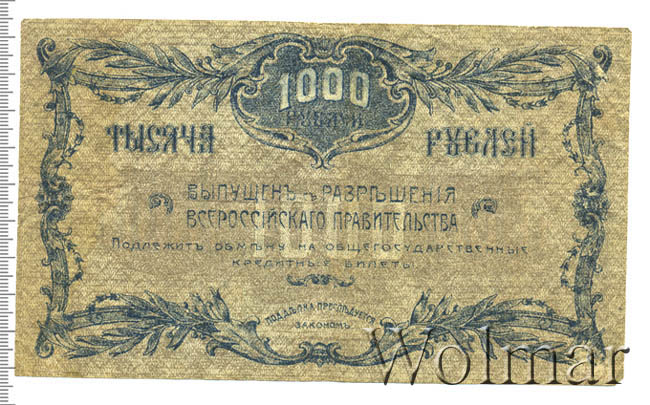 1000
РУБЛЕЙ
ТЫСЯЧА РУБЛЕЙ
ВЫПУЩЕНЪ съ РАЗРѢШЕНІЯ
ВСЕРОССІЙСКАГО ПРАВИТЕЛЬСТВА
ПОДЛЕЖИТЪ ОБМѢНУ НА ОБЩЕГОСУДАРСТВЕННЫЕ
КРЕДИТНЫЕ БИЛЕТЫ.
ПОДДѢЛКА ПРЕСЛѢДУЕТСЯ
ЗАКОНОМЪ
Wolmar